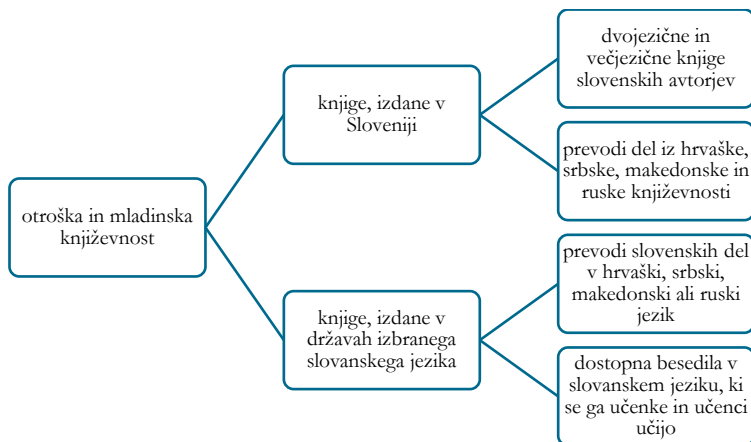 otroška in mladinska
književnost
knjige, izdane v
Sloveniji
dvojezične in
večjezične knjige
slovenskih avtorjev
prevodi del iz hrvaške,
srbske, makedonske in
ruske književnosti
knjige, izdane v
državah izbranega
slovanskega jezika
prevodi slovenskih del
v hrvaški, srbski,
makedonski ali ruski
jezik
dostopna besedila v
slovanskem jeziku, ki
se ga učenke in učenci
učijo